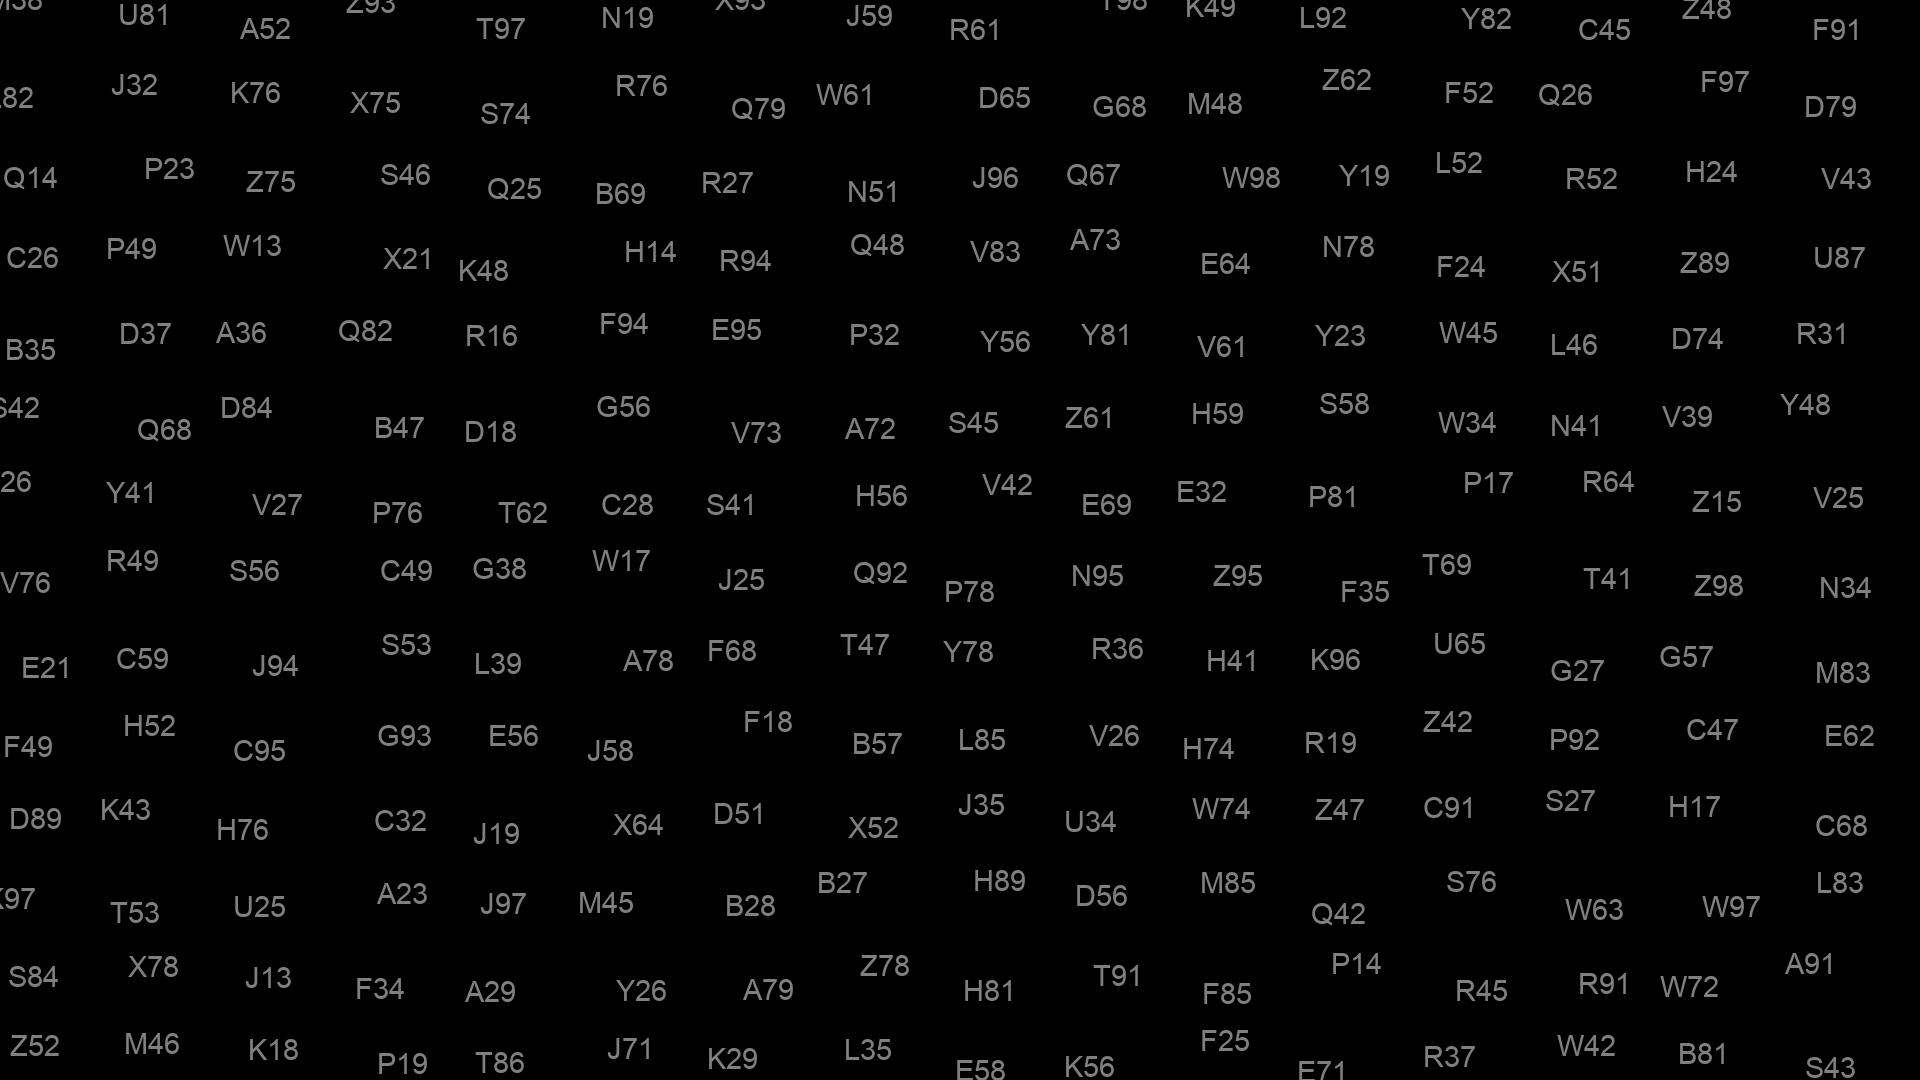 U81 A52 Z93 T97 N19 X93 J59 R61 T98 K49 L92 Y82 C45 Z48 F91
J32 K76 X75 S74 R76 Q79 W61 D65 G68 M48 Z62 F52 Q26 F97 D79
Q14 P23 Z75 S46 Q25 B69 R27 N51 J96 Q67 W98 Y19 L52 R52 H24 V43
C26 P49 W13 X21 K48 H14 R94 Q48 V83 A73 E64 N78 F24 X51 Z89 U87
B35 D37 A36 Q82 R16 F94 E95 P32 Y56 Y81 V61 Y23 W45 L46 D74 R31
S42 Q68 D84 B47 D18 G56 V73 A72 S45 Z61 H59 S58 W34 N41 V39 Y48
26 Y41 V27 P76 T62 C28 S41 H56 V42 E69 E32 P81 P17 R64 Z15 V25
V76 R49 S56 C49 G38 W17 J25 Q92 P78 N95 Z95 F35 T69 T41 Z98 N34
E21 C59 J94 S53 L39 A78 F68 T47 Y78 R36 H41 K96 U65 G27 G57 M83
F49 H52 C95 G93 E56 J58 F18 B57 L85 V26 H74 R19 Z42 P92 C47 E62
D89 K43 H76 C32 J19 X64 D51 X52 J35 U34 W74 Z47 C91 S27 H17 C68
T53 U25 A23 J97 M45 B28 B27 H89 D56 M85 Q42 S76 W63 W97 L83
S84 X78 J13 F34 A29 Y26 A79 Z78 H81 T91 F85 P14 R45 R91 W72 A91
Z52 M46 K18 P19 T86 J71 K29 L35 E58 K56 F25 E71 R37 W42 B81 S43